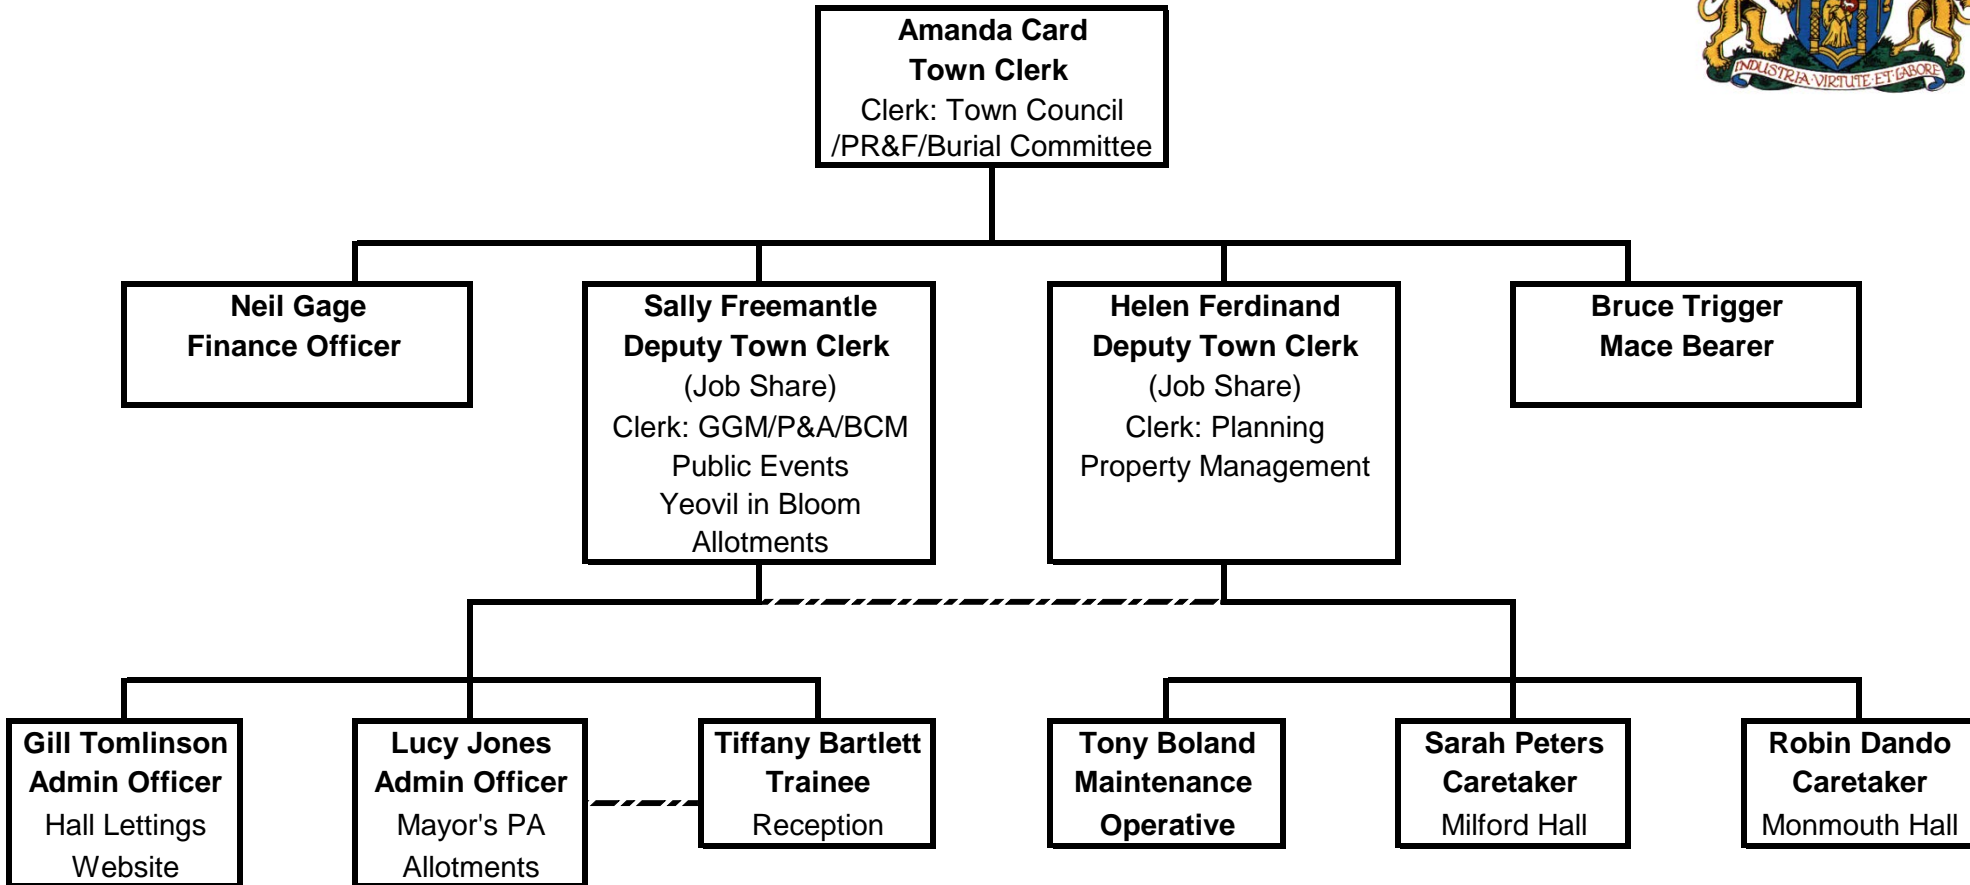 Amanda Card
Town Clerk
Clerk: Town Council
/PR&F/Burial Committee
INDUSTRIA·VIRTUTE·ET·LABORE
Neil Gage
Finance Officer
Sally Freemantle
Deputy Town Clerk
(Job Share)
Clerk: GGM/P&A/BCM
Public Events
Yeovil in Bloom
Allotments
Helen Ferdinand
Deputy Town Clerk
(Job Share)
Clerk: Planning
Property Management
Bruce Trigger
Mace Bearer
Gill Tomlinson
Admin Officer
Hall Lettings
Website
Lucy Jones
Admin Officer
Mayor's PA
Allotments
Tiffany Bartlett
Trainee
Reception
Tony Boland
Maintenance
Operative
Sarah Peters
Caretaker
Milford Hall
Robin Dando
Caretaker
Monmouth Hall